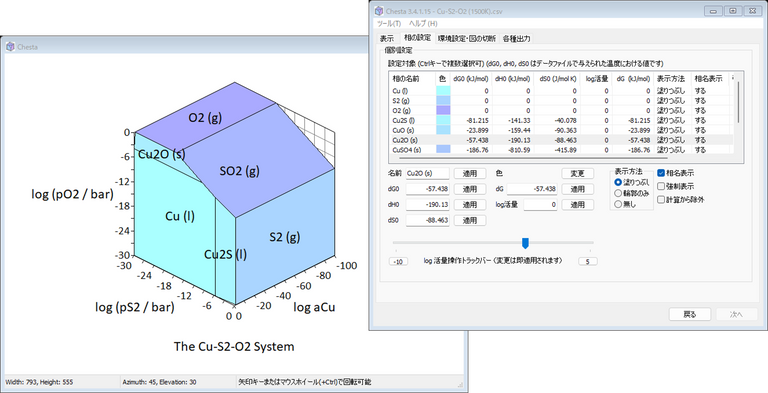 Chesta
O2 (g)
Cu2O (s)
SO2 (g)
Cu (l)
S2 (g)
Cu2S (l)
log (pO2 / bar)
0
-6
-12
-18
-24
-30
-30
-24
-18
-12
-6
0
log (pS2 / bar)
0
-20
-40
-60
-80
-100
log aCu
The Cu-S2-O2 System
Width: 793, Height: 555
Azimuth: 45, Elevation: 30
矢印キーまたはマウスホイール(+Ctrl)で回転可能
Chesta 3.4.1.15 - Cu-S2-O2 (1500K).csv
ツール(T) ヘルプ(H)
表示 相の設定 環境設定・図の切断 各種出力
個別設定
設定対象 (Ctrlキーで複数選択可) (dG0, dH0, dS0 はデータファイルで与えられた温度における値です)
相の名前 色 dG0 (kJ/mol) dH0 (kJ/mol) dS0 (J/mol K) log活量 dG (kJ/mol) 表示方法 相名表示
Cu (l) 0 0 0 0 0 塗りつぶし する
S2 (g) 0 0 0 0 0 塗りつぶし する
O2 (g) 0 0 0 0 0 塗りつぶし する
Cu2S (l) -81.215 -141.33 -40.078 0 -81.215 塗りつぶし する
CuO (s) -23.899 -159.44 -90.363 0 -23.899 塗りつぶし する
Cu2O (s) -57.438 -190.13 -88.463 0 -57.438 塗りつぶし する
CuSO4 (s) -186.76 -810.59 -415.89 0 -186.76 塗りつぶし する
名前 Cu2O (s) 適用 色 変更
dG0 -57.438 適用 dG -57.438 適用
dH0 -190.13 適用 log活量 0 適用
dS0 -88.463 適用
表示方法
塗りつぶし
輪郭のみ
無し
相名表示
強制表示
計算から除外
-10 log 活量操作トラックバー (変更は即適用されます) 5
戻る 次へ